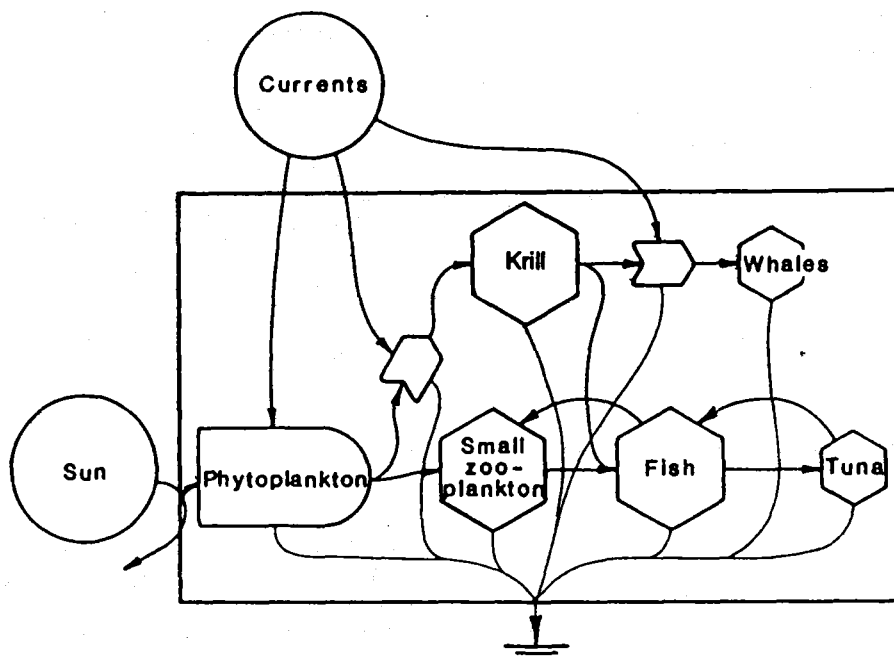 Currents
Krill
Whales
Sun
Phytoplankton
Small
zoo-
plankton
Fish
Tuna